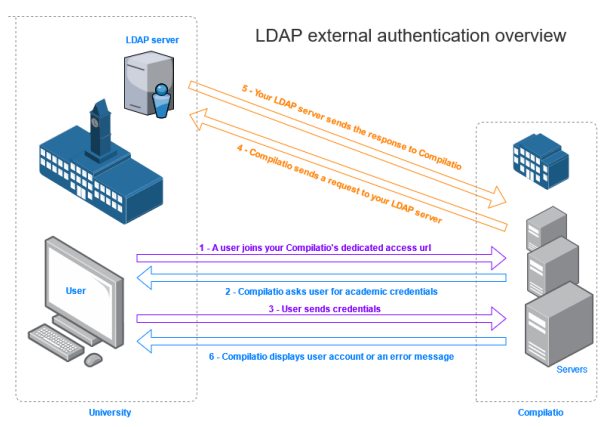 LDAP external authentication overview
LDAP server
5 - Your LDAP server sends the response to Compilatio
4 - Compilatio sends a request to your LDAP server
1 - A user joins your Compilatio's dedicated access url
User
2 - Compilatio asks user for academic credentials
3 - User sends credentials
6 - Compilatio displays user account or an error message
Servers
University
Compilatio